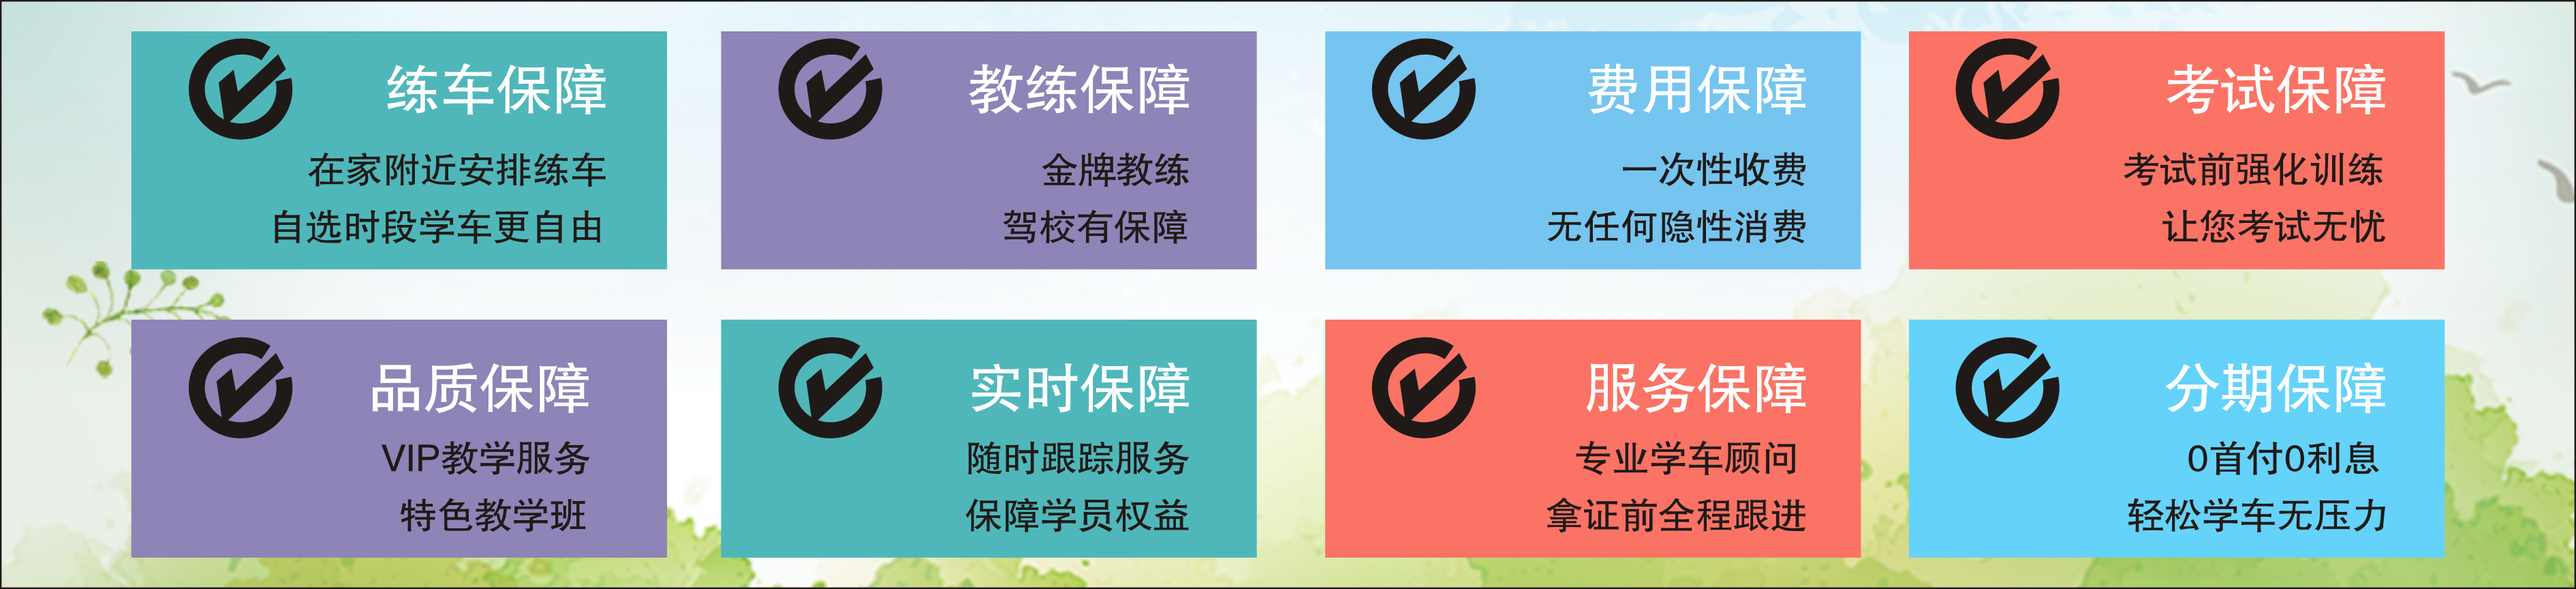 练车保障
在家附近安排练车
自选时段学车更自由
教练保障
金牌教练
驾校有保障
费用保障
一次性收费
无任何隐性消费
考试保障
考试前强化训练
让您考试无忧
品质保障
VIP教学服务
特色教学班
实时保障
随时跟踪服务
保障学员权益
服务保障
专业学车顾问
拿证前全程跟进
分期保障
0首付0利息
轻松学车无压力